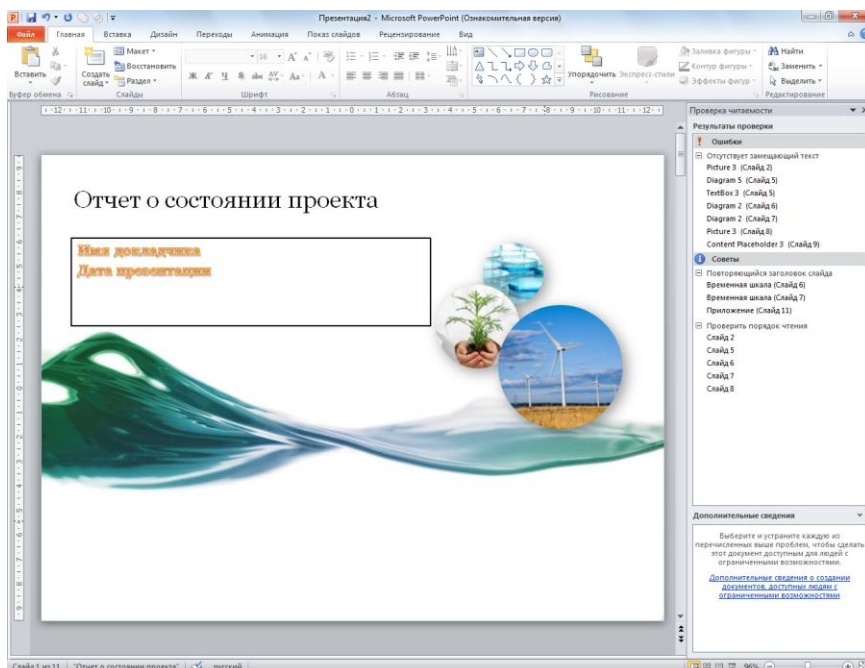 Презентация2 - Microsoft PowerPoint (Ознакомительная версия)
Файл Главная Вставка Дизайн Переходы Анимация Показ слайдов Рецензирование Вид
Вставить
Создать слайд
Макет
Восстановить
Раздел
16
Ж К Ч S abc AV Aa A
Упорядочить Экспресс-стили
Заливка фигуры
Контур фигуры
Эффекты фигур
Найти
Заменить
Выделить
Буфер обмена Слайды Шрифт Абзац Рисование Редактирование
Отчет о состоянии проекта
Имя докладчика
Дата презентации
Проверка читаемости
Результаты проверки
Ошибки
Отсутствует замещающий текст
Picture 3 (Слайд 2)
Diagram 5 (Слайд 5)
TextBox 3 (Слайд 5)
Diagram 2 (Слайд 6)
Diagram 2 (Слайд 7)
Picture 3 (Слайд 8)
Content Placeholder 3 (Слайд 9)
Советы
Повторяющийся заголовок слайда
Временная шкала (Слайд 6)
Временная шкала (Слайд 7)
Приложение (Слайд 11)
Проверить порядок чтения
Слайд 2
Слайд 5
Слайд 6
Слайд 7
Слайд 8
Дополнительные сведения
Выберите и устраните каждую из
перечисленных выше проблем, чтобы сделать
этот документ доступным для людей с
ограниченными возможностями.
Дополнительные сведения о создании
документов, доступных людям с
ограниченными возможностями
Слайд 1 из 11 "Отчет о состоянии проекта" русский 96%